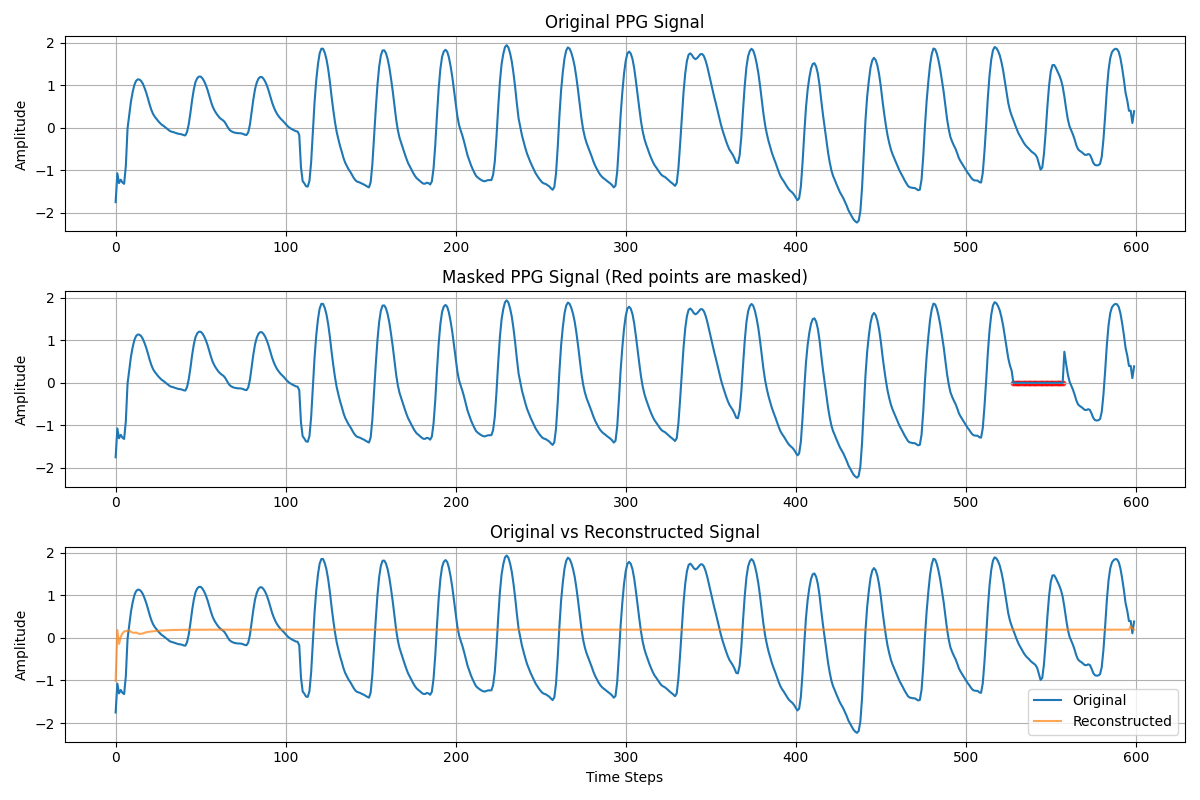 Original PPG Signal
2
1
0
−1
−2
Amplitude
0 100 200 300 400 500 600
Masked PPG Signal (Red points are masked)
2
1
0
−1
−2
Amplitude
0 100 200 300 400 500 600
Original vs Reconstructed Signal
2
1
0
−1
−2
Amplitude
Original
Reconstructed
0 100 200 300 400 500 600
Time Steps